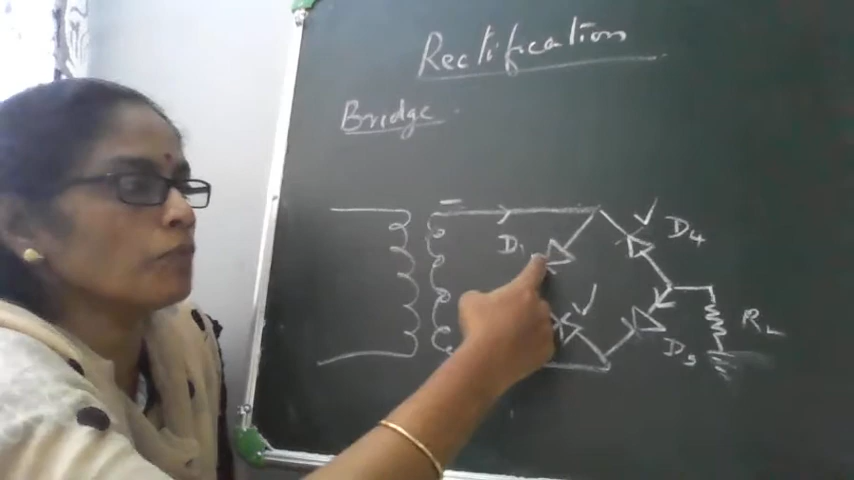 Rectification
Bridge
D1
D4
RL
D3